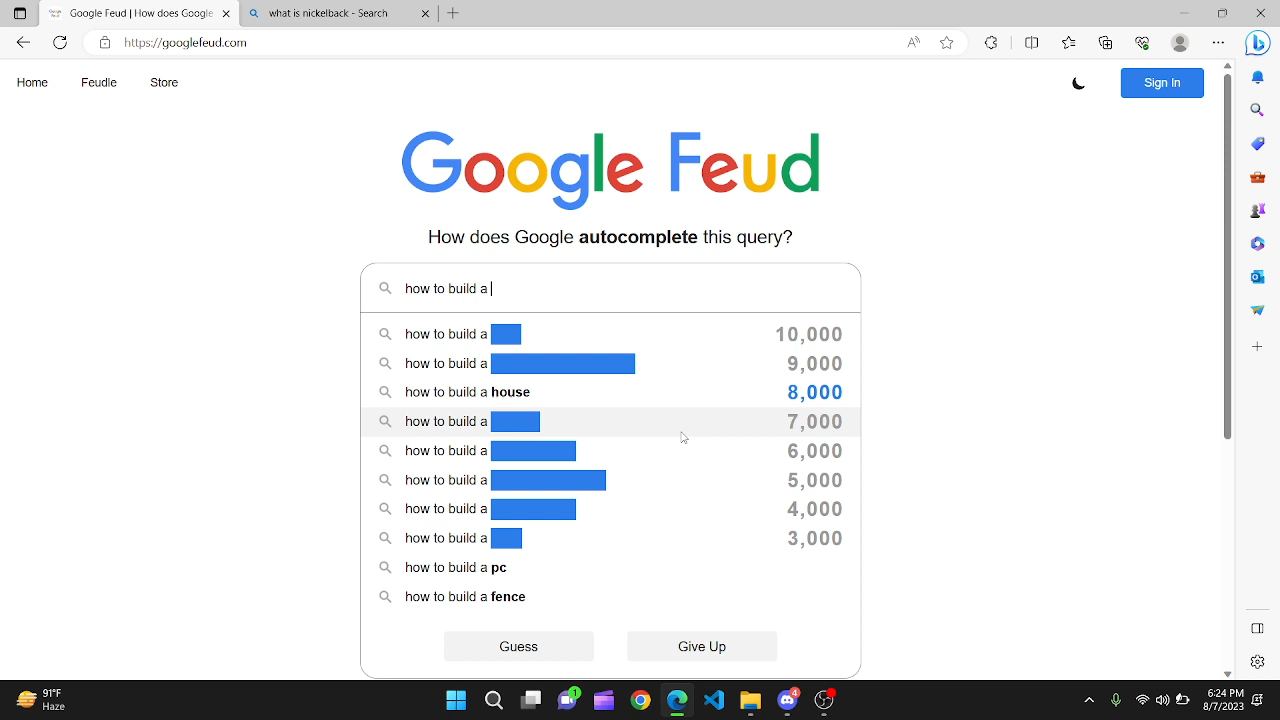 Google Feud | How does Google
what is nickelback - Search
https://googlefeud.com
Home
Feudle
Store
Sign In
Google Feud
How does Google autocomplete this query?
how to build a
how to build a 10,000
how to build a 9,000
how to build a house 8,000
how to build a 7,000
how to build a 6,000
how to build a 5,000
how to build a 4,000
how to build a 3,000
how to build a pc
how to build a fence
Guess
Give Up
91°F
Haze
1
4
6:24 PM
8/7/2023